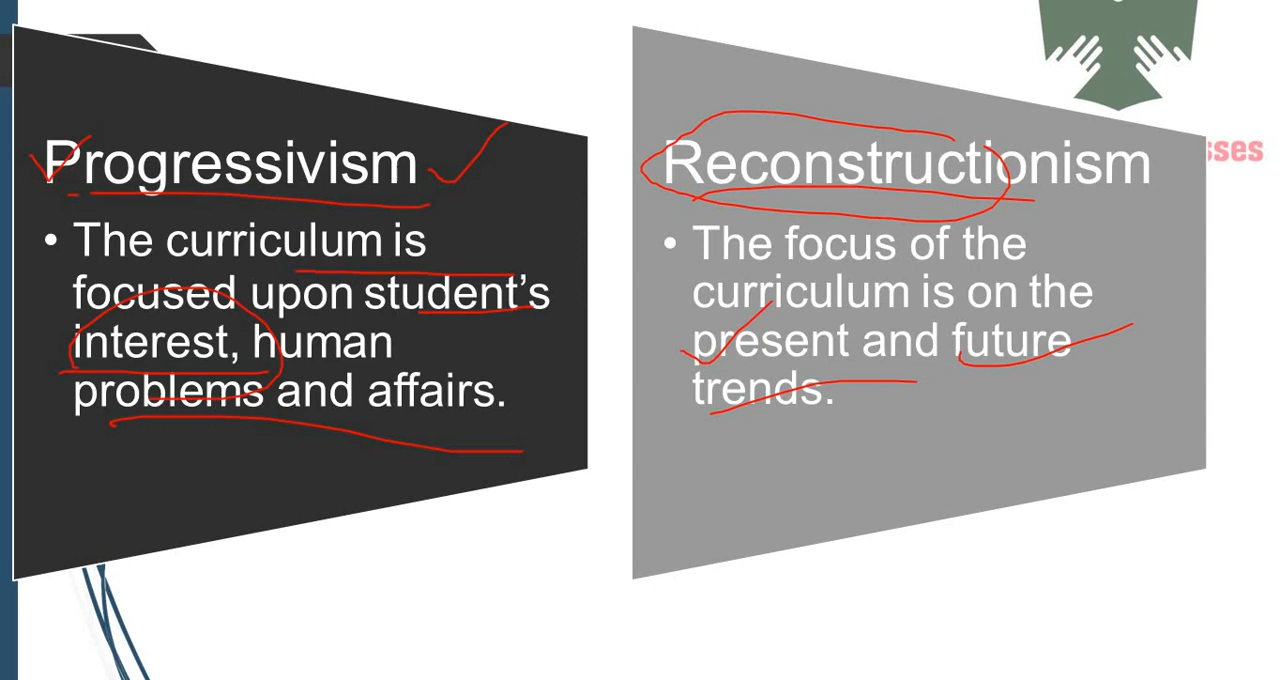 Progressivism
• The curriculum is
focused upon student’s
interest, human
problems and affairs.
Reconstructionism
• The focus of the
curriculum is on the
present and future
trends.